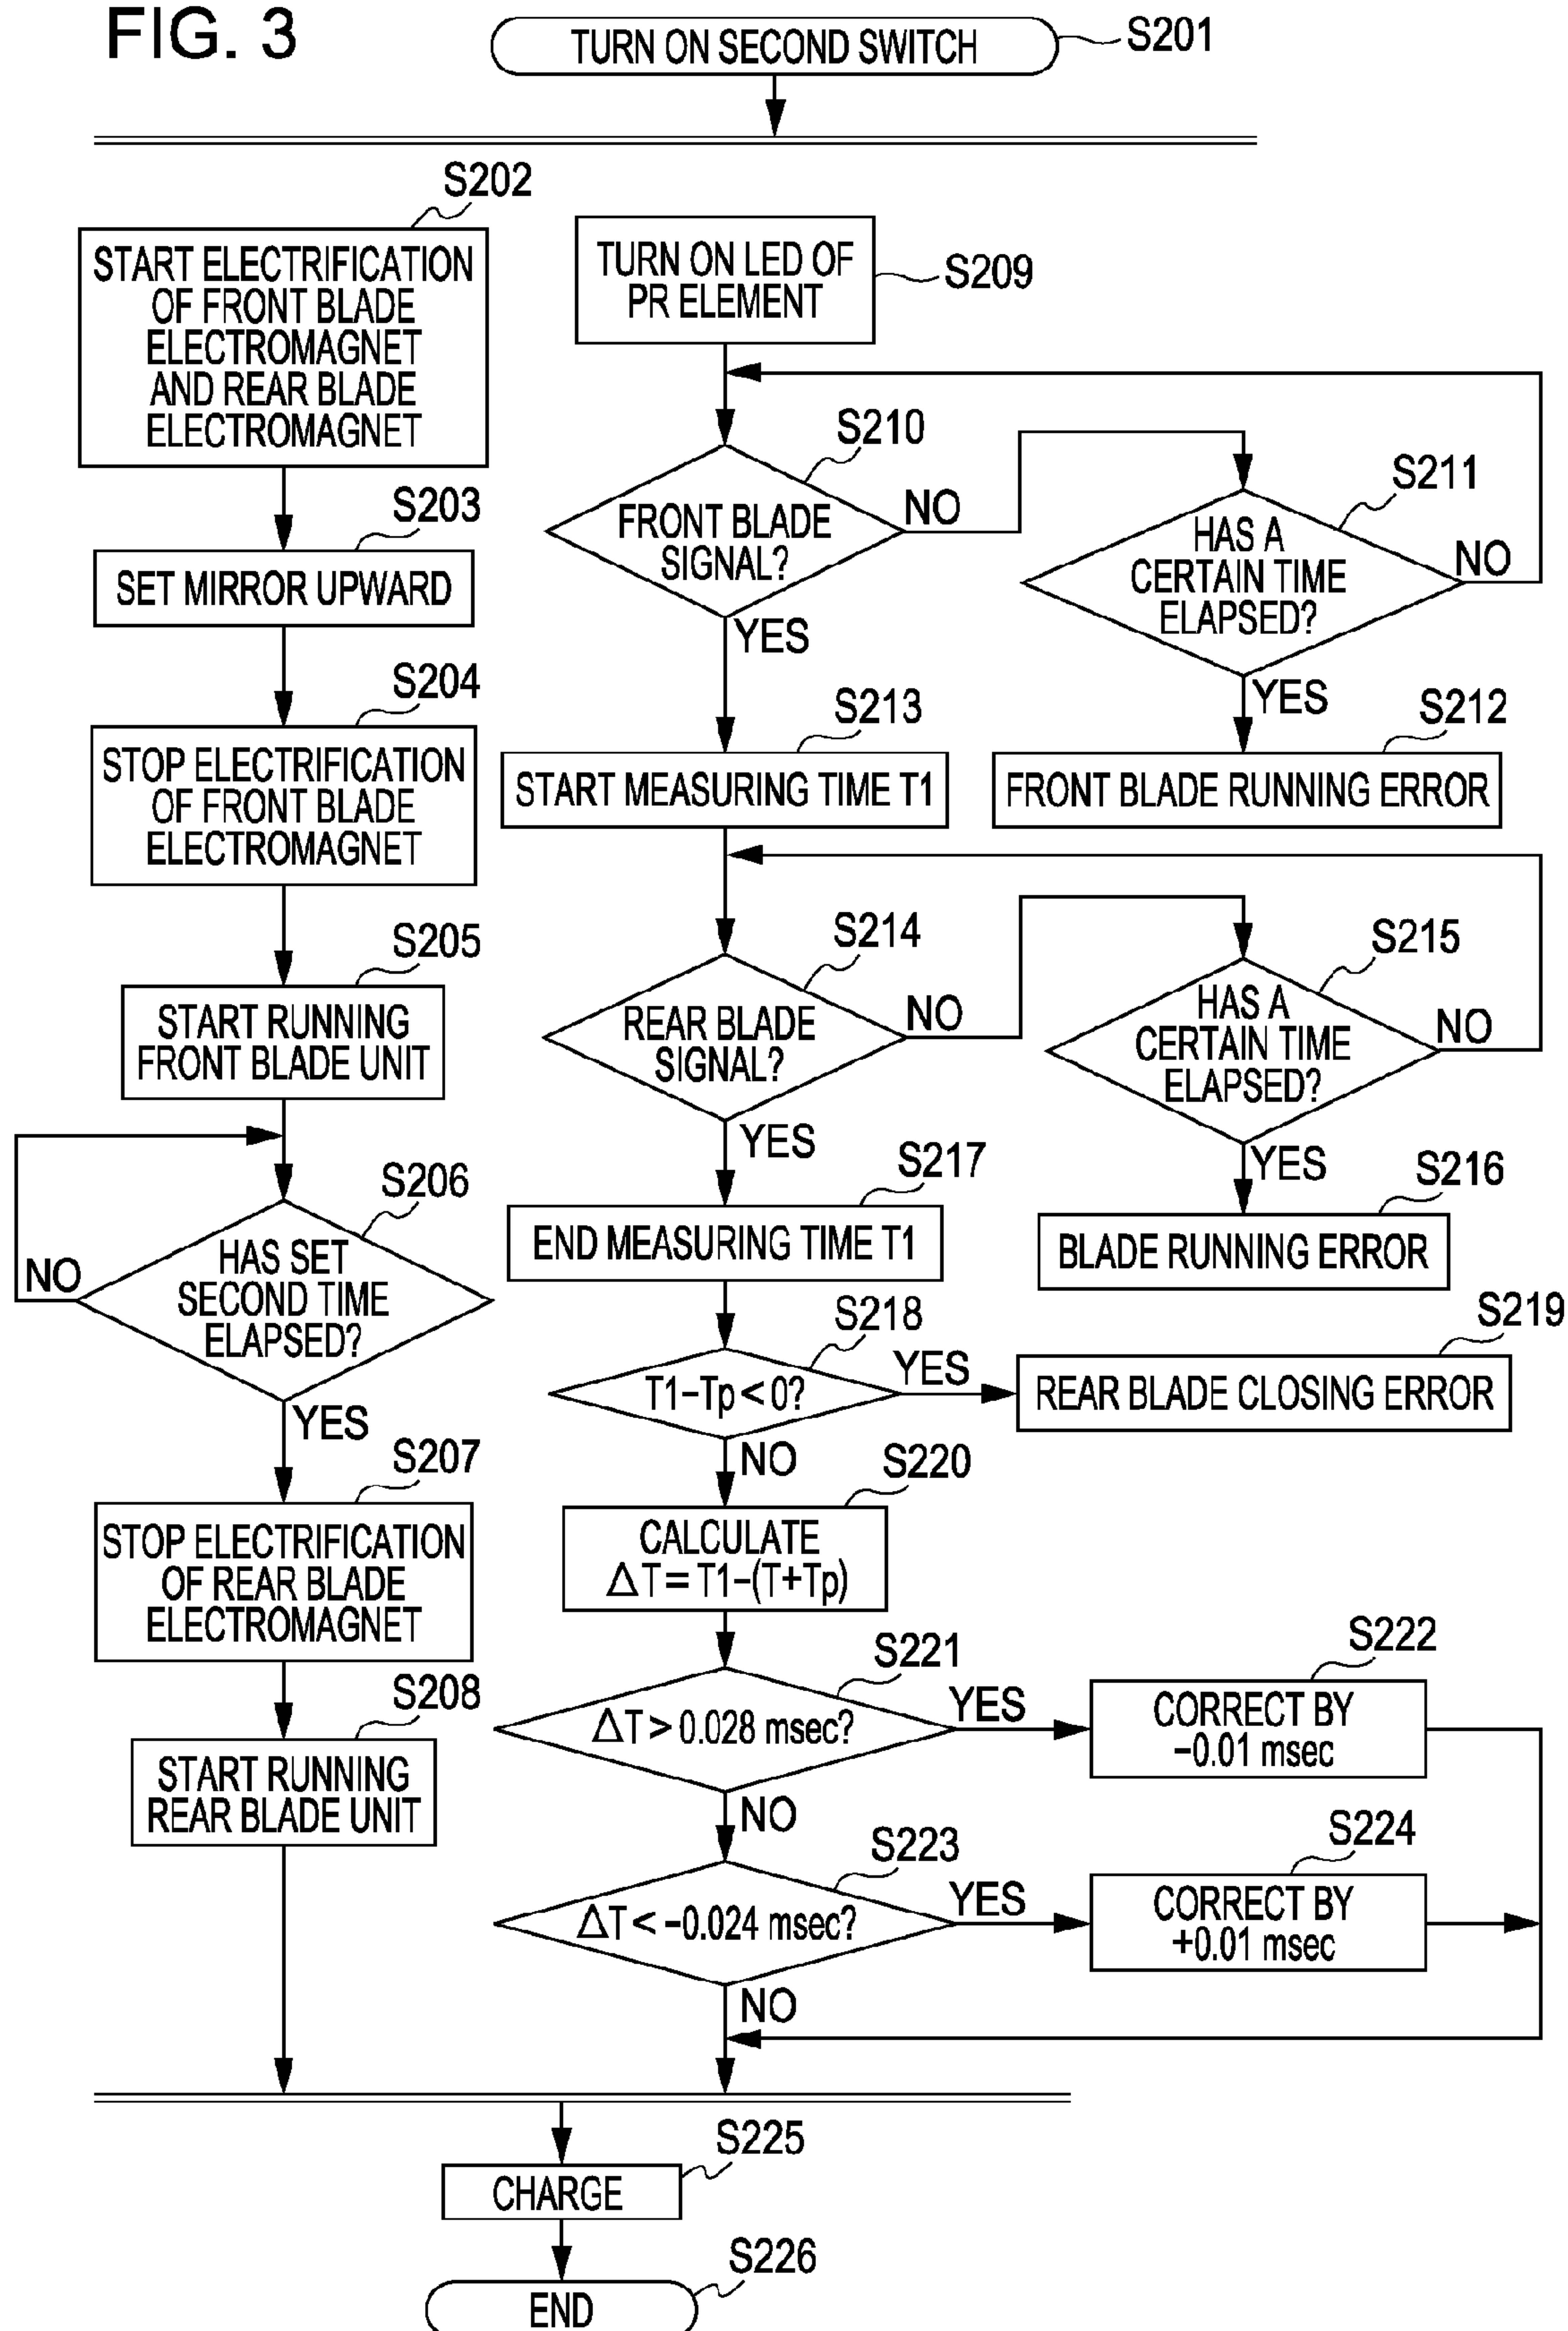 FIG. 3
TURN ON SECOND SWITCH
S201
S202
START ELECTRIFICATION
OF FRONT BLADE
ELECTROMAGNET
AND REAR BLADE
ELECTROMAGNET
S203
SET MIRROR UPWARD
S204
STOP ELECTRIFICATION
OF FRONT BLADE
ELECTROMAGNET
S205
START RUNNING
FRONT BLADE UNIT
S206
HAS SET
SECOND TIME
ELAPSED?
NO
YES
S207
STOP ELECTRIFICATION
OF REAR BLADE
ELECTROMAGNET
S208
START RUNNING
REAR BLADE UNIT
TURN ON LED OF
PR ELEMENT
S209
S210
FRONT BLADE
SIGNAL?
NO
YES
S211
HAS A
CERTAIN TIME
ELAPSED?
NO
YES
S212
FRONT BLADE RUNNING ERROR
S213
START MEASURING TIME T1
S214
REAR BLADE
SIGNAL?
NO
YES
S215
HAS A
CERTAIN TIME
ELAPSED?
NO
YES
S216
BLADE RUNNING ERROR
S217
END MEASURING TIME T1
S218
T1−Tp < 0?
YES
NO
S219
REAR BLADE CLOSING ERROR
S220
CALCULATE
ΔT = T1−(T+Tp)
S221
ΔT > 0.028 msec?
YES
NO
S222
CORRECT BY
−0.01 msec
S223
ΔT < −0.024 msec?
YES
NO
S224
CORRECT BY
+0.01 msec
S225
CHARGE
S226
END